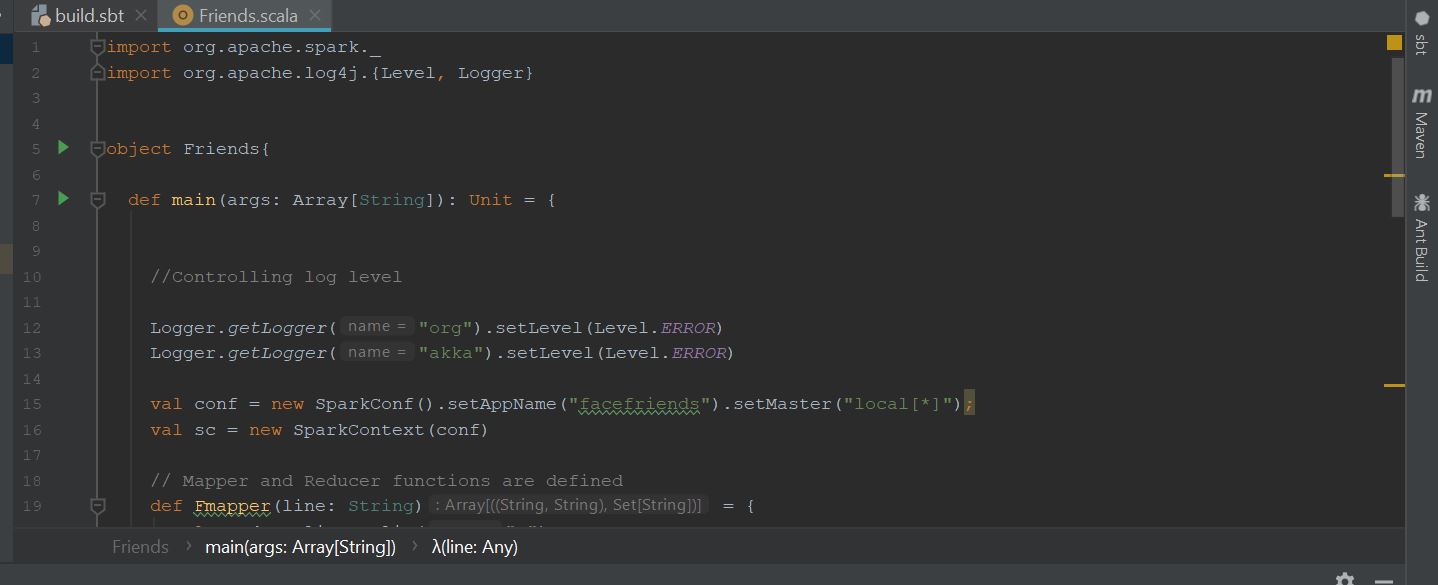 build.sbt
Friends.scala
1 import org.apache.spark._
2 import org.apache.log4j.{Level, Logger}
3
4
5 object Friends{
6
7 def main(args: Array[String]): Unit = {
8
9
10 //Controlling log level
11
12 Logger.getLogger( name = "org").setLevel(Level.ERROR)
13 Logger.getLogger( name = "akka").setLevel(Level.ERROR)
14
15 val conf = new SparkConf().setAppName("facefriends").setMaster("local[*]");
16 val sc = new SparkContext(conf)
17
18 // Mapper and Reducer functions are defined
19 def Fmapper(line: String) : Array[((String, String), Set[String])] = {
Friends › main(args: Array[String]) › λ(line: Any)
sbt
m Maven
Ant Build